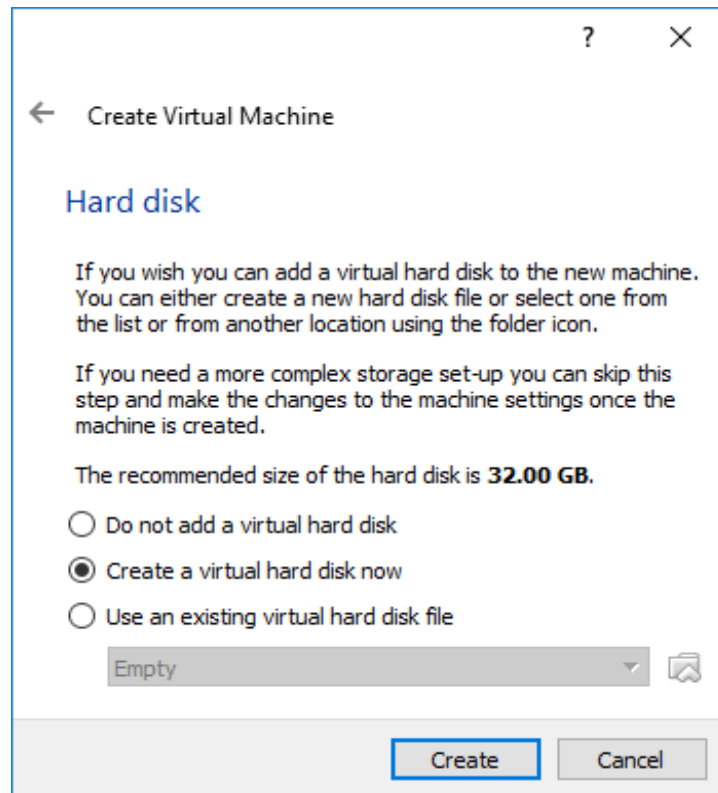 ?
Create Virtual Machine
Hard disk
If you wish you can add a virtual hard disk to the new machine.
You can either create a new hard disk file or select one from
the list or from another location using the folder icon.
If you need a more complex storage set-up you can skip this
step and make the changes to the machine settings once the
machine is created.
The recommended size of the hard disk is 32.00 GB.
Do not add a virtual hard disk
Create a virtual hard disk now
Use an existing virtual hard disk file
Empty
Create Cancel